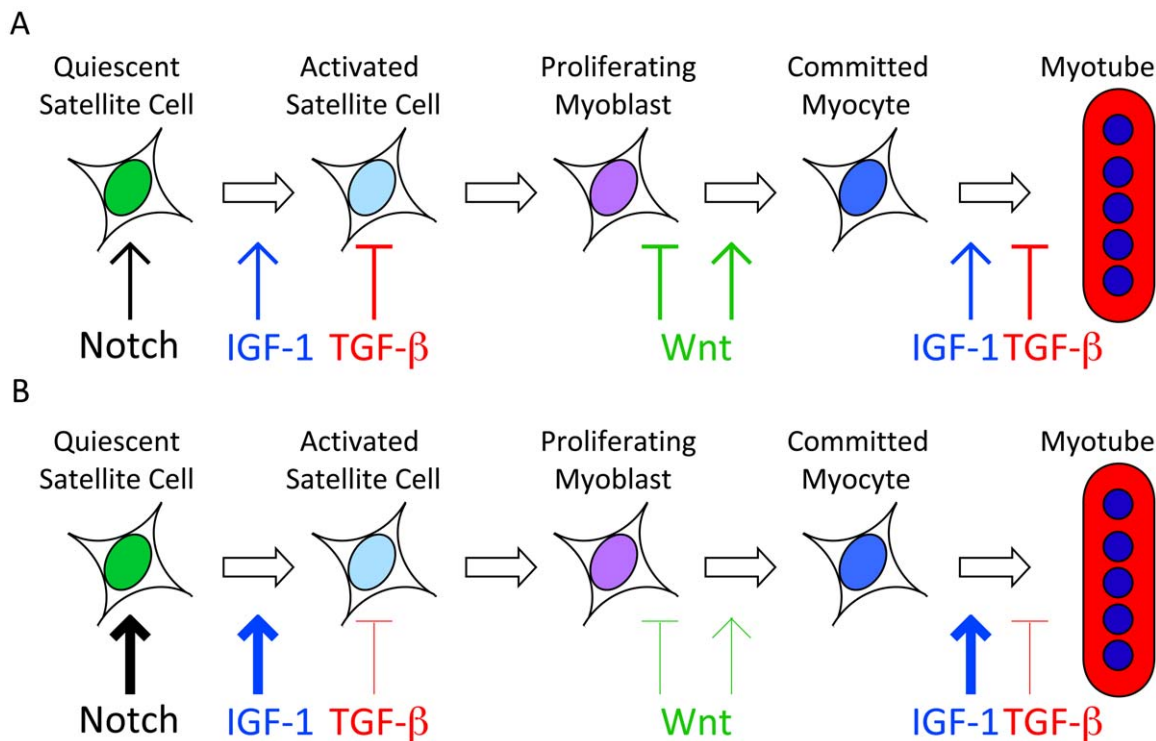 A
Quiescent
Satellite Cell
Activated
Satellite Cell
Proliferating
Myoblast
Committed
Myocyte
Myotube
Notch
IGF-1
TGF-β
Wnt
IGF-1
TGF-β
B
Quiescent
Satellite Cell
Activated
Satellite Cell
Proliferating
Myoblast
Committed
Myocyte
Myotube
Notch
IGF-1
TGF-β
Wnt
IGF-1
TGF-β